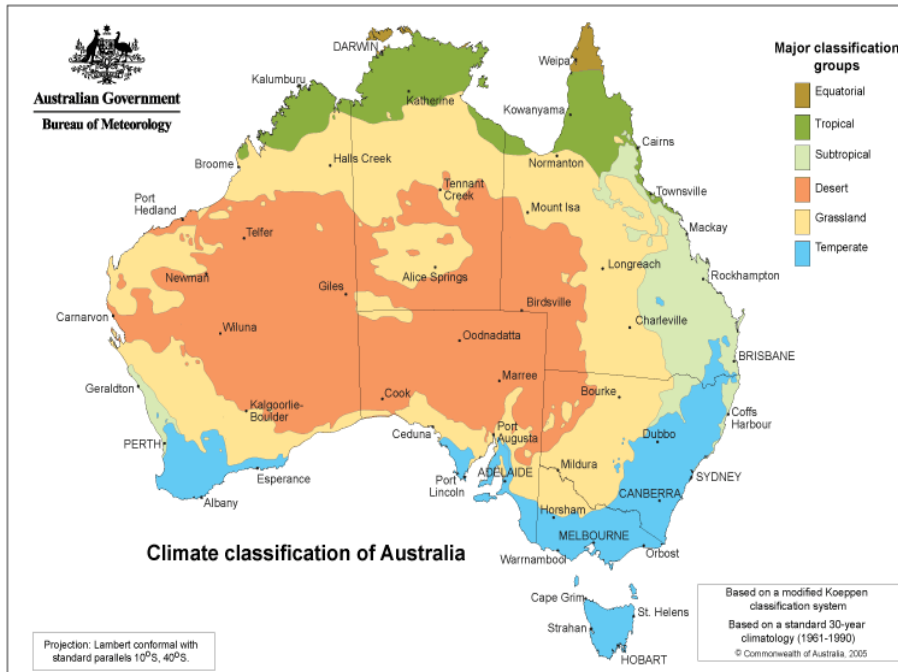 Australian Government
Bureau of Meteorology
Major classification
groups
Equatorial
Tropical
Subtropical
Desert
Grassland
Temperate
DARWIN
Weipa
Kalumburu
Katherine
Kowanyama
Cairns
Broome
Halls Creek
Normanton
Tennant
Creek
Townsville
Port
Hedland
Mount Isa
Mackay
Telfer
Newman
Alice Springs
Longreach
Rockhampton
Giles
Birdsville
Carnarvon
Wiluna
Charleville
Oodnadatta
BRISBANE
Marree
Geraldton
Cook
Bourke
Kalgoorlie-
Boulder
Coffs
Harbour
Ceduna
Port
Augusta
PERTH
Dubbo
Mildura
Esperance
ADELAIDE
SYDNEY
Port
Lincoln
CANBERRA
Albany
Horsham
MELBOURNE
Climate classification of Australia
Warrnambool
Orbost
Cape Grim
St. Helens
Strahan
HOBART
Based on a modified Koeppen
classification system
Based on a standard 30-year
climatology (1961-1990)
© Commonwealth of Australia, 2005
Projection: Lambert conformal with
standard parallels 10°S, 40°S.